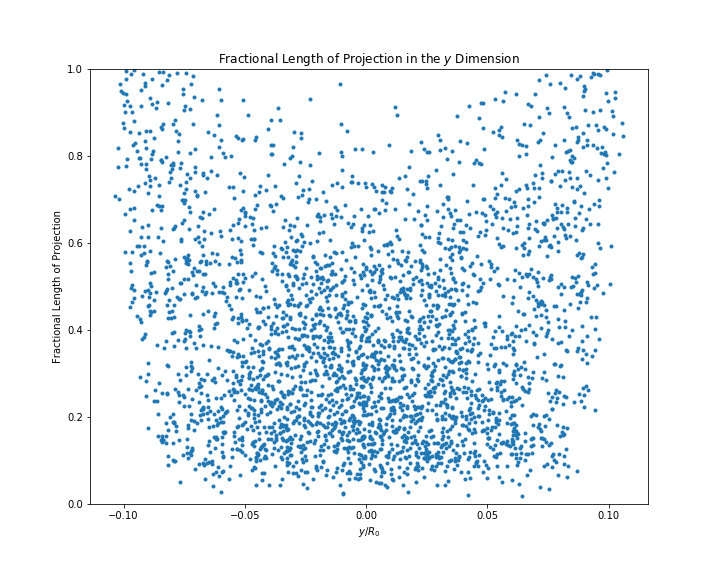 Fractional Length of Projection in the y Dimension
1.0
0.8
0.6
0.4
0.2
0.0
Fractional Length of Projection
−0.10 −0.05 0.00 0.05 0.10
y/R₀